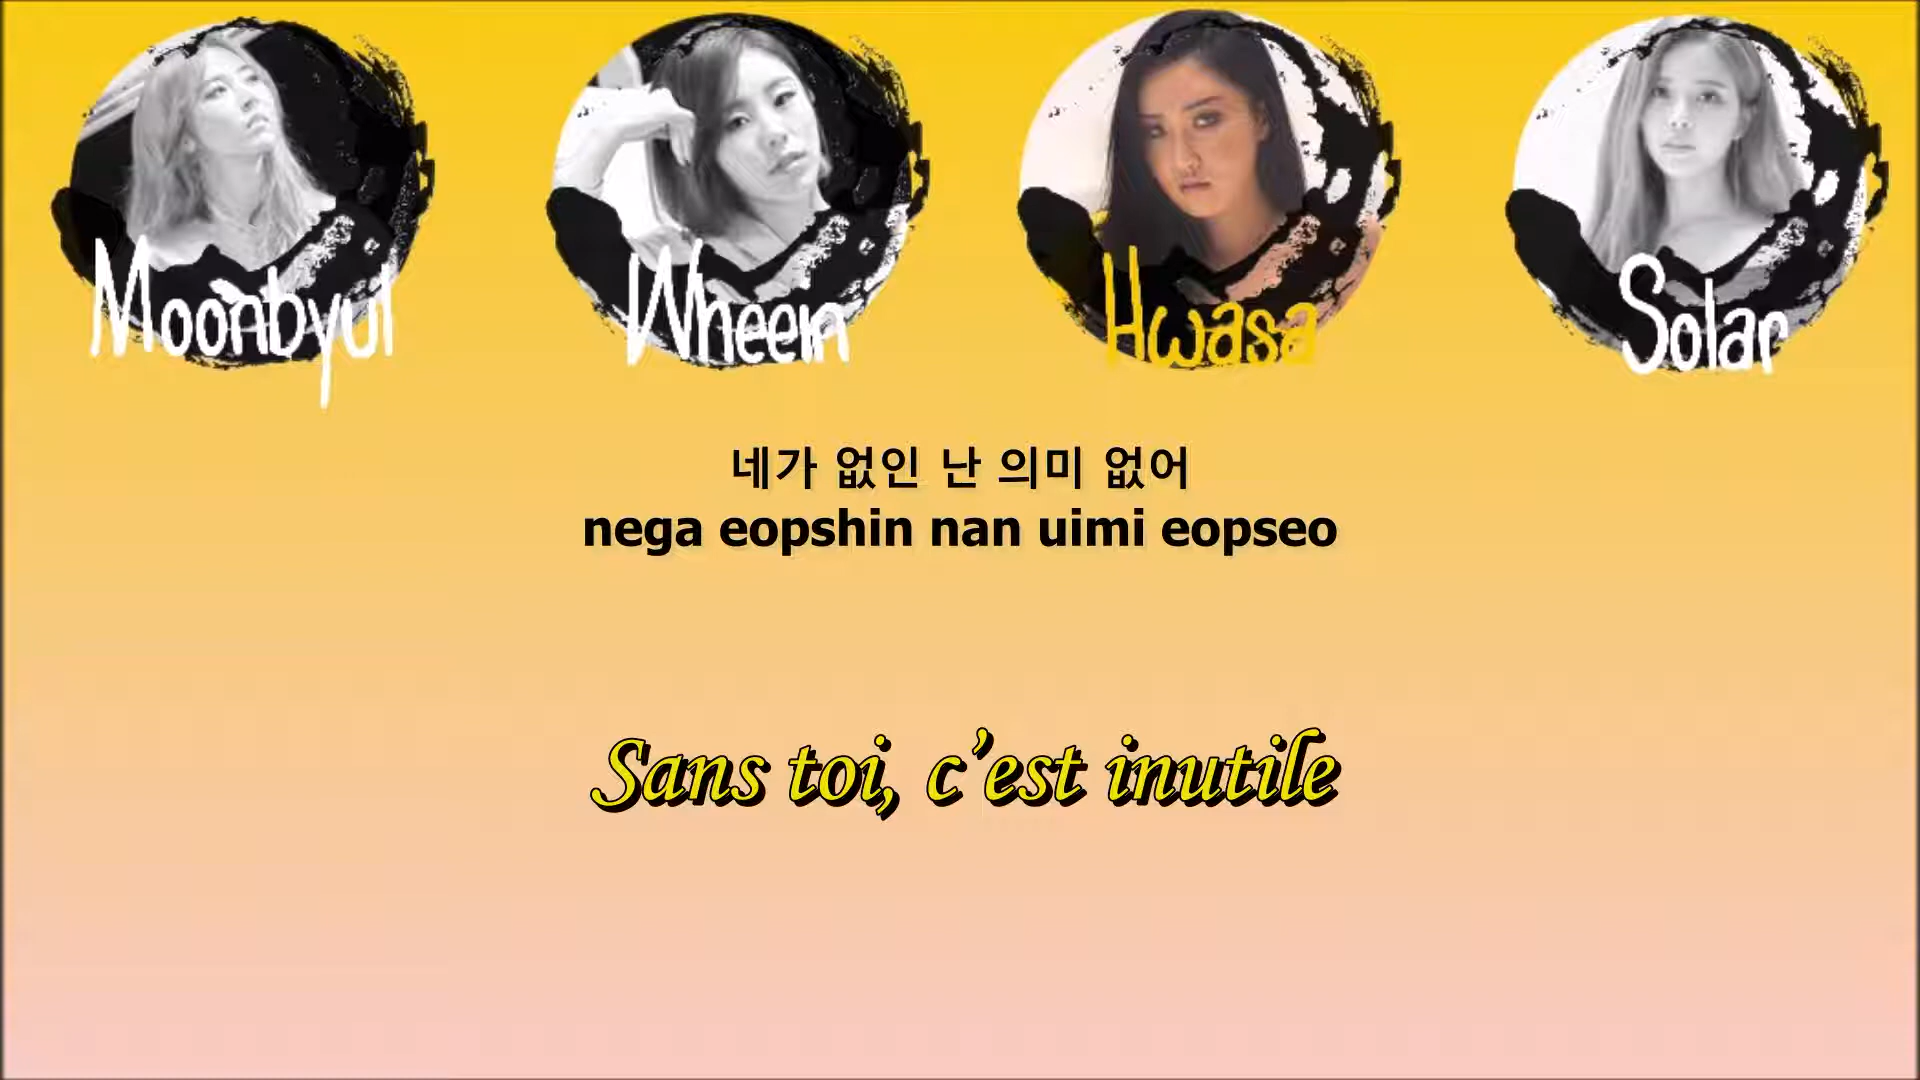 Moonbyul
Wheein
Hwasa
Solar
네가 없인 난 의미 없어
nega eopshin nan uimi eopseo
Sans toi, c’est inutile